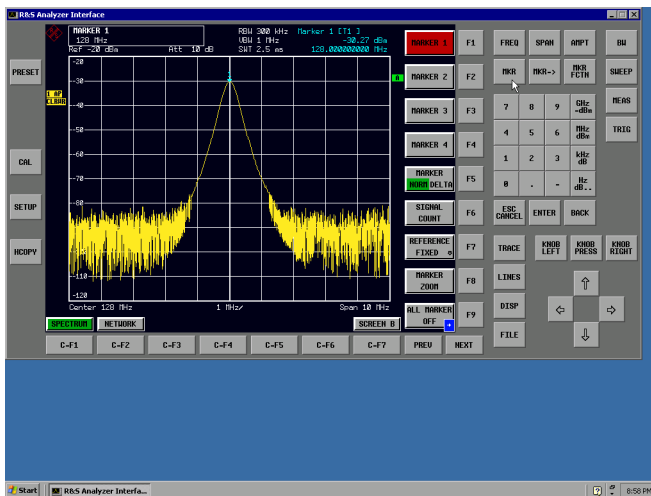 R&S Analyzer Interface
MARKER 1
128 MHz
Ref -20 dBm
Att 10 dB
RBW 300 kHz
VBW 1 MHz
SWT 2.5 ms
Marker 1 [T1 ]
-30.27 dBm
128.000000000 MHz
-20
-30
-40
-50
-60
-70
-80
-110
-120
1 AP
CLRWR
1
A
Center 128 MHz
1 MHz/
Span 10 MHz
SPECTRUM
NETWORK
SCREEN B
PRESET
CAL
SETUP
HCOPY
MARKER 1
F1
MARKER 2
F2
MARKER 3
F3
MARKER 4
F4
MARKER
NORM DELTA
F5
SIGNAL
COUNT
F6
REFERENCE
FIXED
F7
MARKER
ZOOM
F8
ALL MARKER
OFF
F9
C-F1
C-F2
C-F3
C-F4
C-F5
C-F6
C-F7
PREV
NEXT
FREQ
SPAN
AMPT
BW
MKR
MKR->
MKR
FCTN
SWEEP
MEAS
TRIG
7
8
9
GHz
-dBm
4
5
6
MHz
dBm
1
2
3
kHz
dB
0
.
-
Hz
dB..
ESC
CANCEL
ENTER
BACK
TRACE
KNOB
LEFT
KNOB
PRESS
KNOB
RIGHT
LINES
DISP
FILE
Start
R&S Analyzer Interfa...
8:58 PM